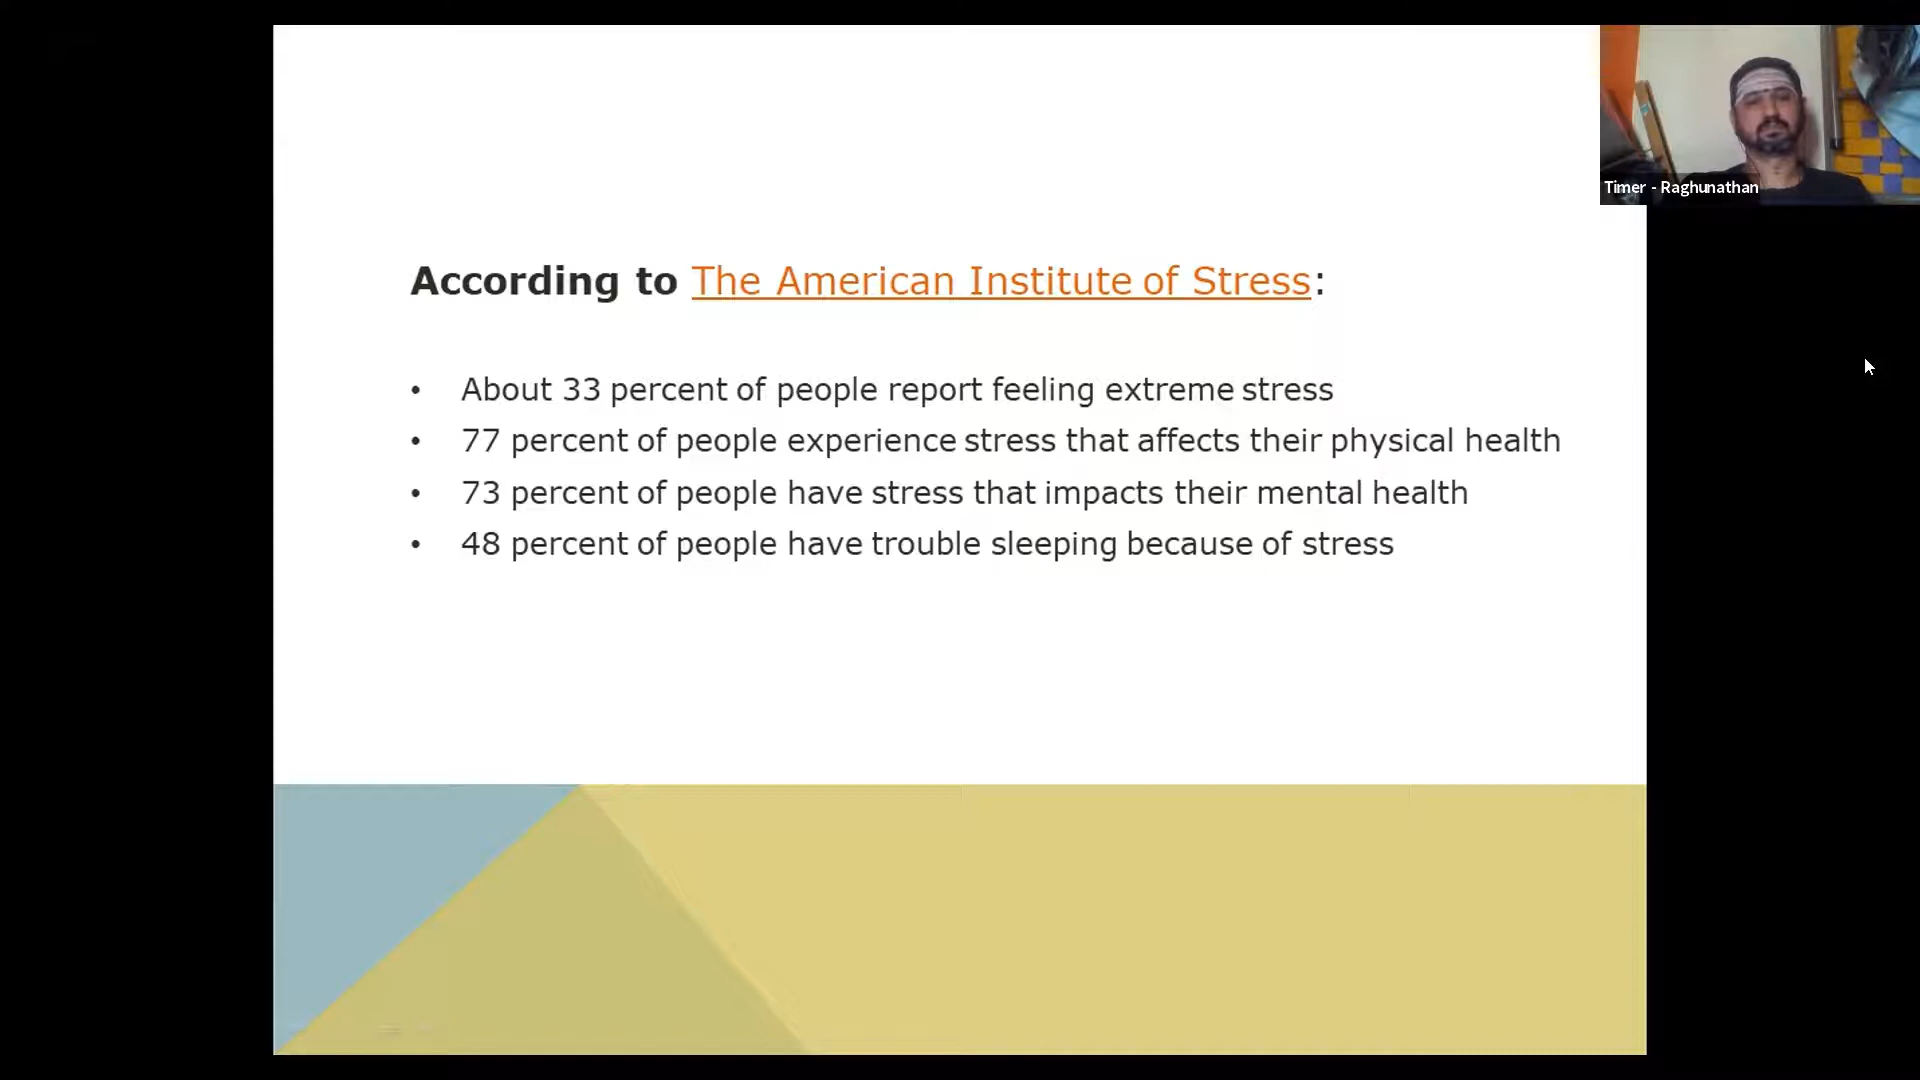 Timer - Raghunathan
According to The American Institute of Stress:
• About 33 percent of people report feeling extreme stress
• 77 percent of people experience stress that affects their physical health
• 73 percent of people have stress that impacts their mental health
• 48 percent of people have trouble sleeping because of stress